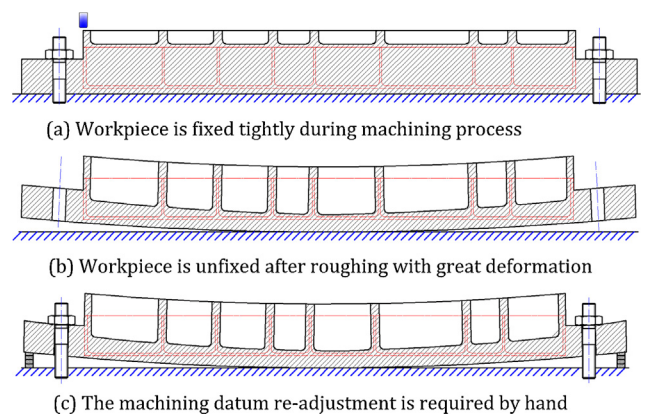 (a) Workpiece is fixed tightly during machining process
(b) Workpiece is unfixed after roughing with great deformation
(c) The machining datum re-adjustment is required by hand